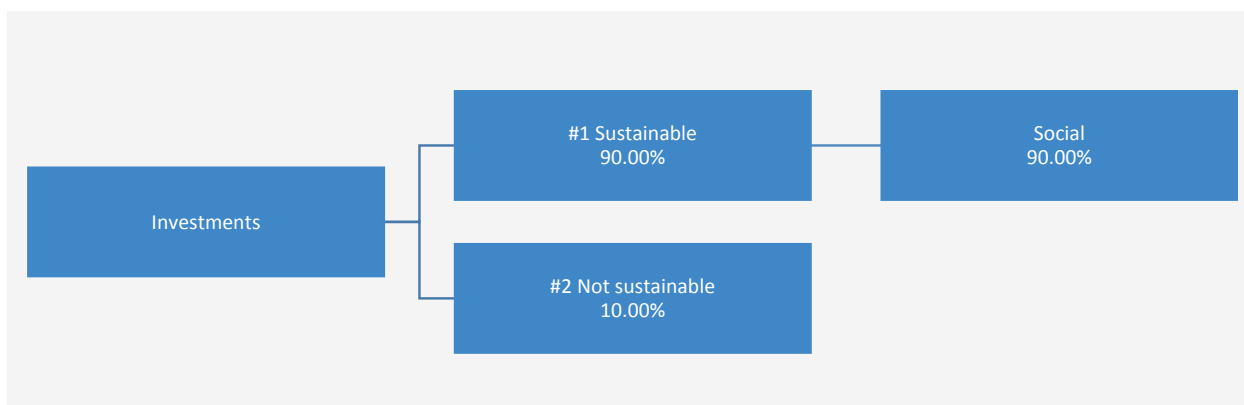 #1 Sustainable
90.00%
Social
90.00%
Investments
#2 Not sustainable
10.00%